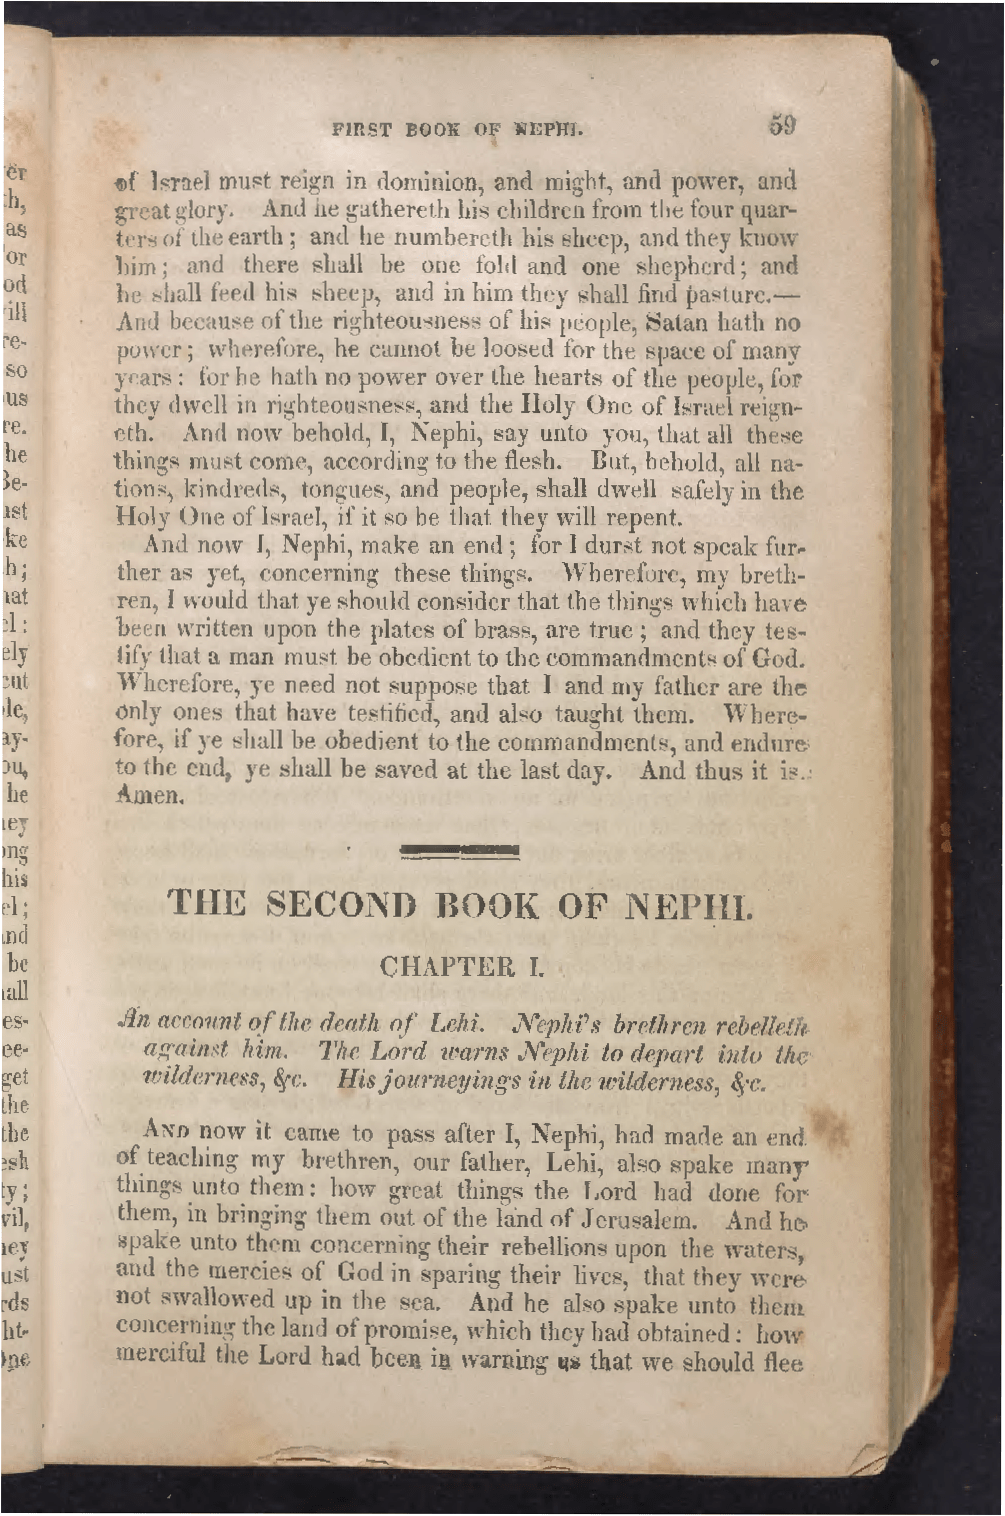 FIRST BOOK OF NEPHI. 59
of Israel must reign in dominion, and might, and power, and
great glory. And he gathereth his children from the four quar-
ters of the earth; and he numbereth his sheep, and they know
him; and there shall be one fold and one shepherd; and
he shall feed his sheep, and in him they shall find pasture.—
And because of the righteousness of his people, Satan hath no
power; wherefore, he cannot be loosed for the space of many
years: for he hath no power over the hearts of the people, for
they dwell in righteousness, and the Holy One of Israel reign-
eth. And now behold, I, Nephi, say unto you, that all these
things must come, according to the flesh. But, behold, all na-
tions, kindreds, tongues, and people, shall dwell safely in the
Holy One of Israel, if it so be that they will repent.
And now I, Nephi, make an end; for I durst not speak fur-
ther as yet, concerning these things. Wherefore, my breth-
ren, I would that ye should consider that the things which have
been written upon the plates of brass, are true; and they tes-
tify that a man must be obedient to the commandments of God.
Wherefore, ye need not suppose that I and my father are the
only ones that have testified, and also taught them. Where-
fore, if ye shall be obedient to the commandments, and endure
to the end, ye shall be saved at the last day. And thus it is.
Amen.
THE SECOND BOOK OF NEPHI.
CHAPTER I.
An account of the death of Lehi. Nephi's brethren rebelleth
against him. The Lord warns Nephi to depart into the
wilderness, &c. His journeyings in the wilderness, &c.
AND now it came to pass after I, Nephi, had made an end
of teaching my brethren, our father, Lehi, also spake many
things unto them: how great things the Lord had done for
them, in bringing them out of the land of Jerusalem. And he
spake unto them concerning their rebellions upon the waters,
and the mercies of God in sparing their lives, that they were
not swallowed up in the sea. And he also spake unto them
concerning the land of promise, which they had obtained: how
merciful the Lord had been in warning us that we should flee